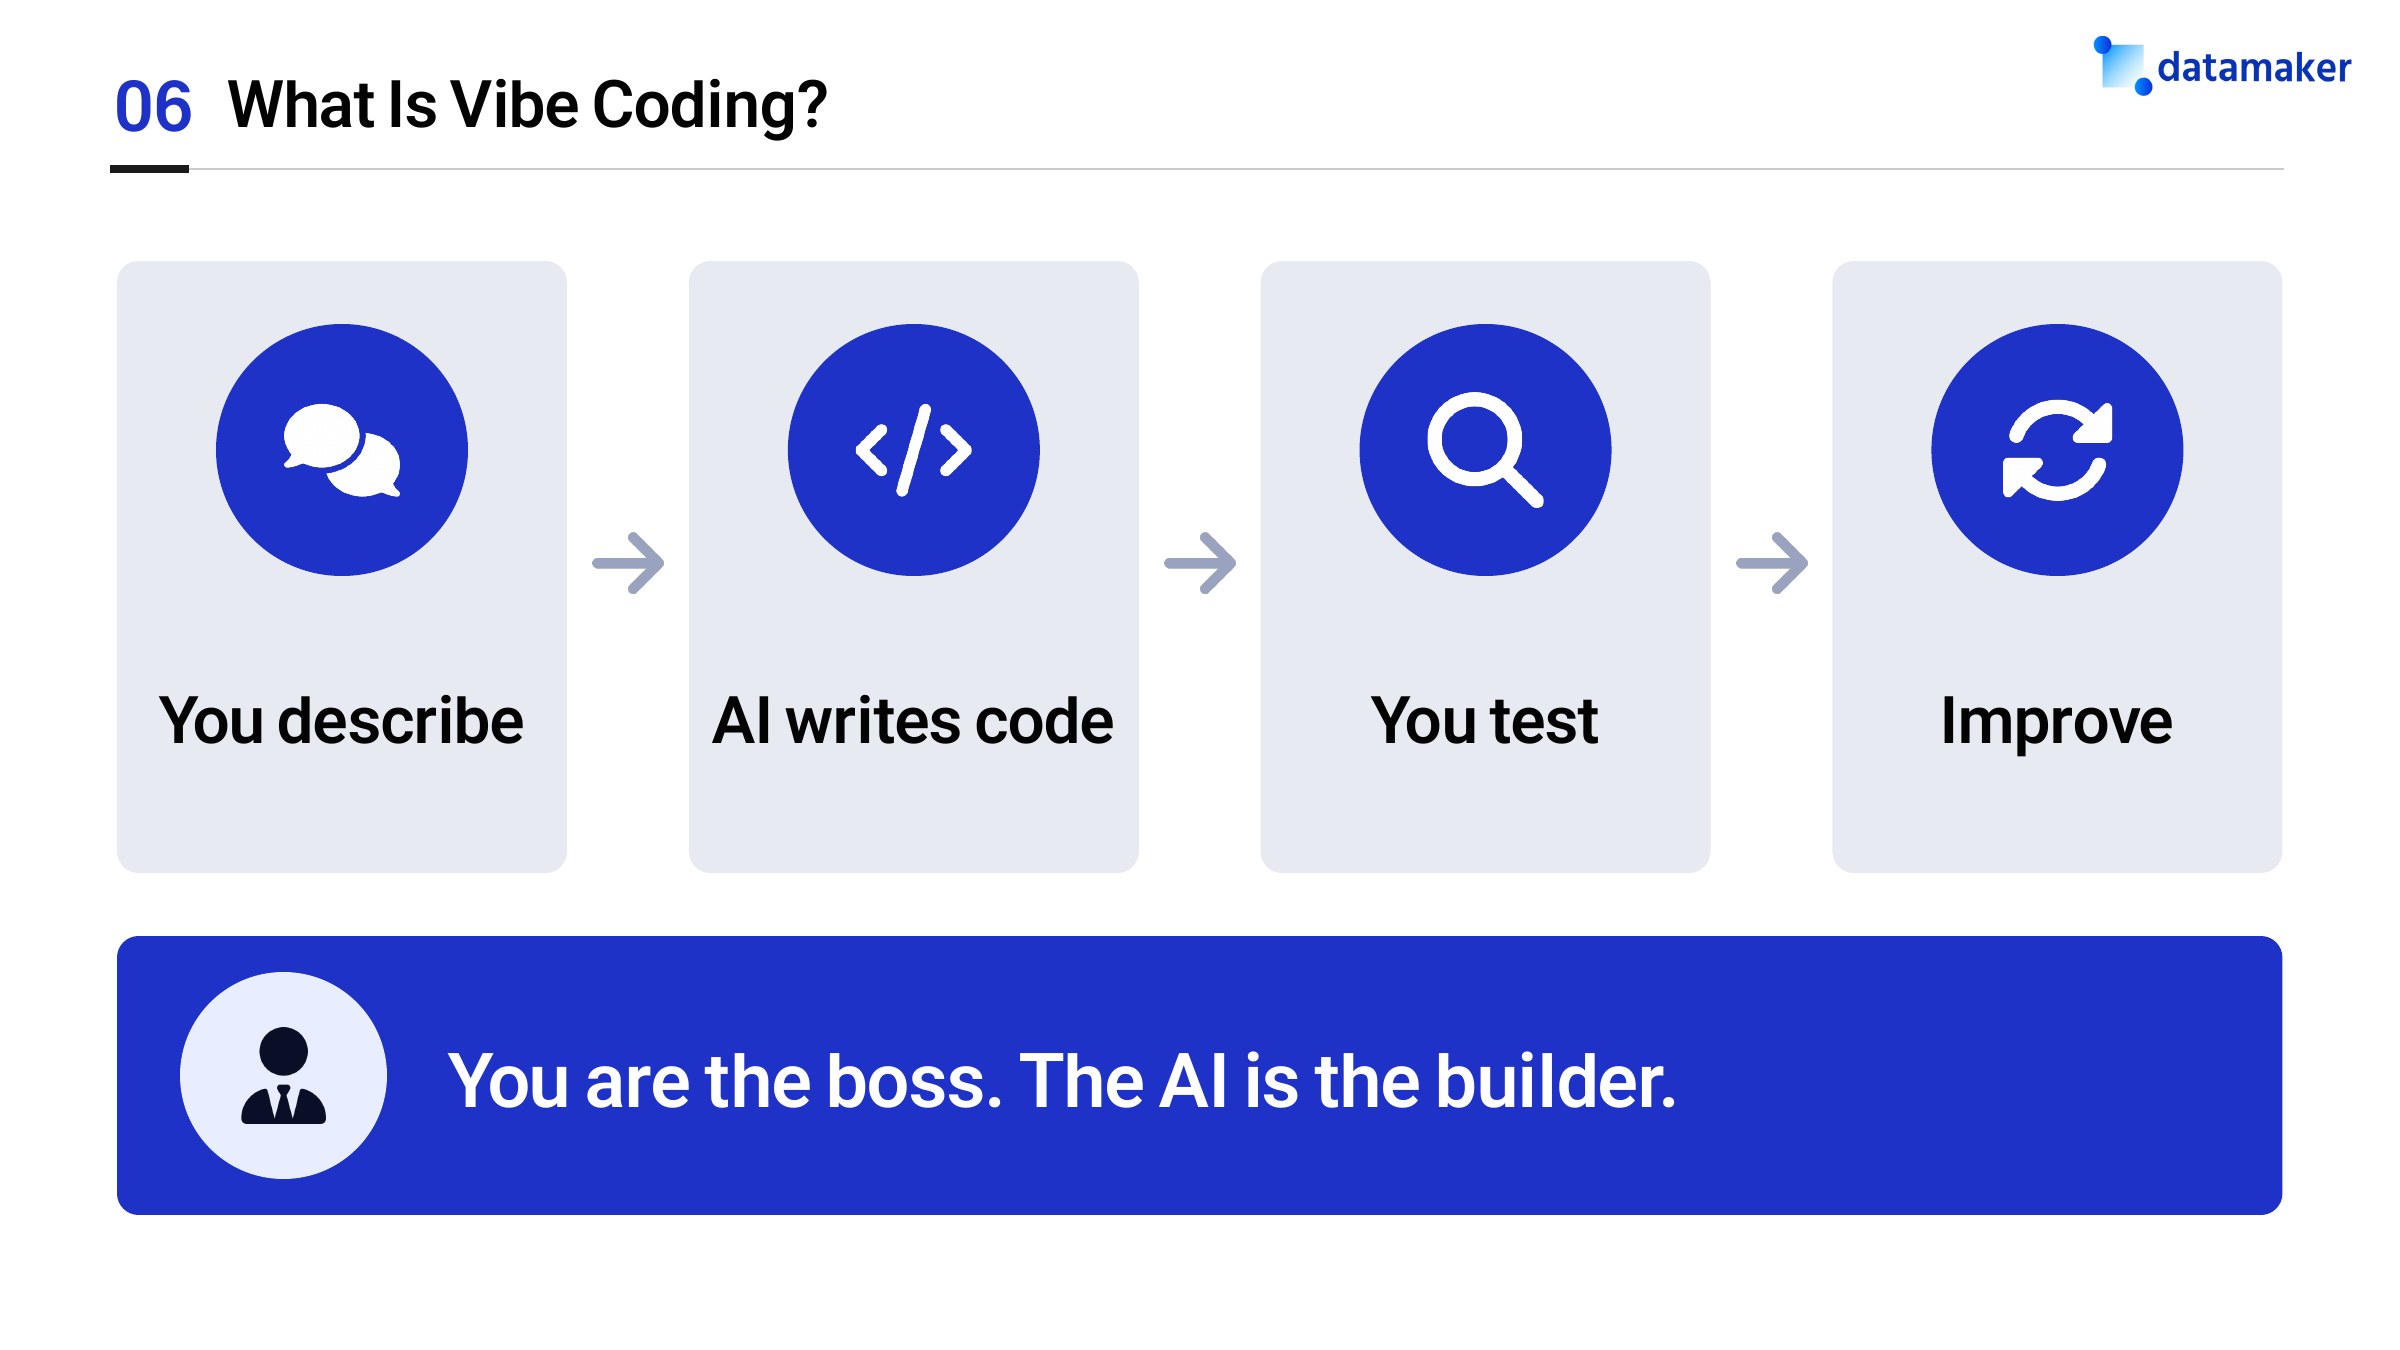 06 What Is Vibe Coding?
datamaker
You describe
AI writes code
You test
Improve
You are the boss. The AI is the builder.